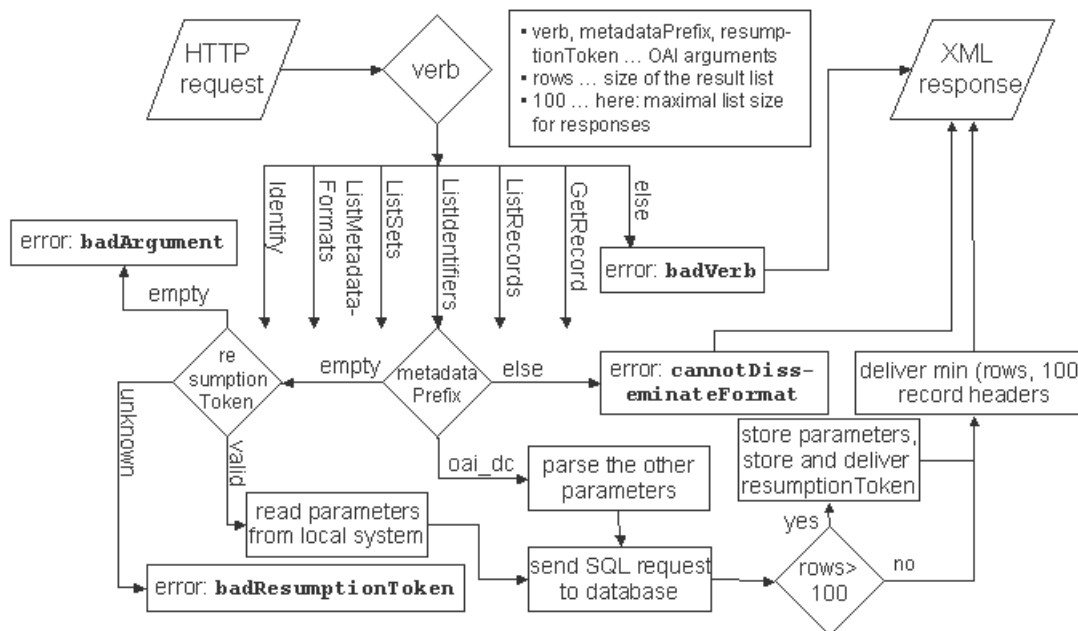 HTTP
request
verb
▪ verb, metadataPrefix, resump-
tionToken ... OAI arguments
▪ rows ... size of the result list
▪ 100 ... here: maximal list size
for responses
XML
response
Identify
ListMetadata-
Formats
ListSets
ListIdentifiers
ListRecords
GetRecord
else
error: badArgument
error: badVerb
empty
re
sumption
Token
empty
metadata
Prefix
else
error: cannotDiss-
eminateFormat
deliver min (rows, 100
record headers
unknown
valid
oai_dc
parse the other
parameters
store parameters,
store and deliver
resumptionToken
read parameters
from local system
yes
send SQL request
to database
rows>
100
no
error: badResumptionToken